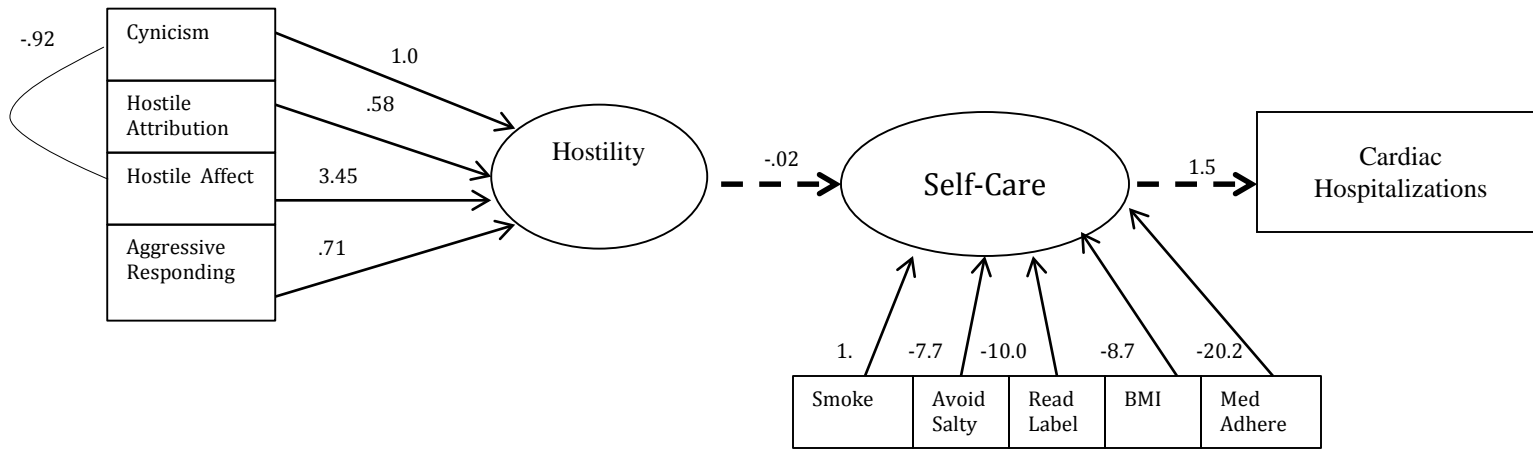 -.92
Cynicism
1.0
Hostile
Attribution
.58
Hostile Affect
3.45
Aggressive
Responding
.71
Hostility
-.02
Self-Care
1.5
Cardiac
Hospitalizations
1.
-7.7
-10.0
-8.7
-20.2
Smoke
Avoid
Salty
Read
Label
BMI
Med
Adhere